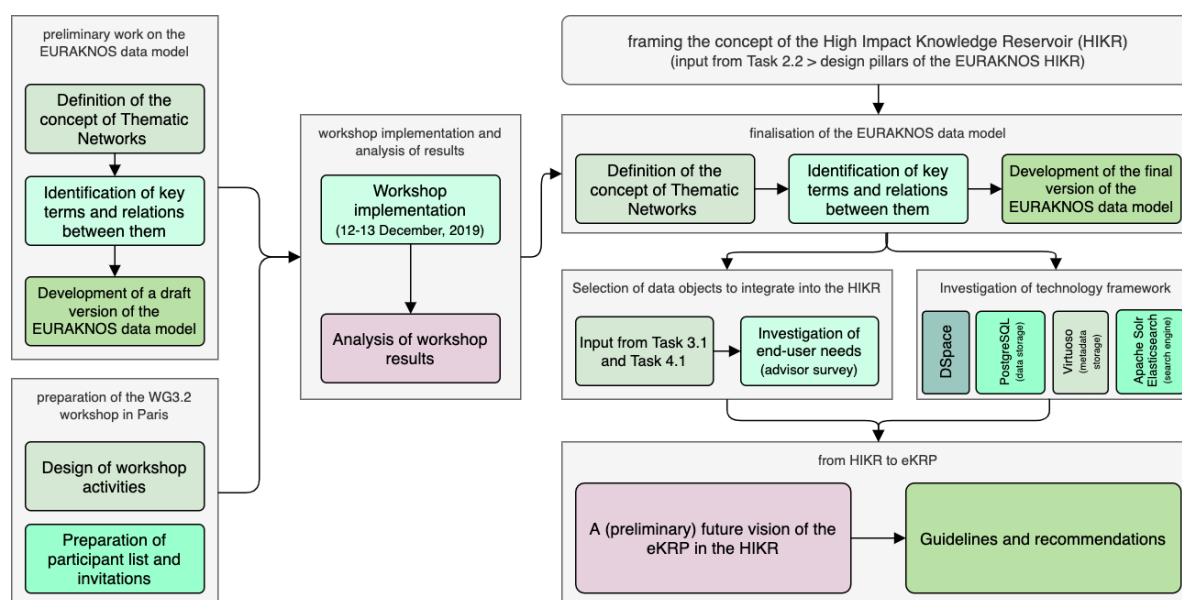 preliminary work on the
EURAKNOS data model
Definition of the
concept of Thematic
Networks
Identification of key
terms and relations
between them
Development of a draft
version of the
EURAKNOS data model
preparation of the WG3.2
workshop in Paris
Design of workshop
activities
Preparation of
participant list and
invitations
workshop implementation and
analysis of results
Workshop
implementation
(12-13 December, 2019)
Analysis of workshop
results
framing the concept of the High Impact Knowledge Reservoir (HIKR)
(input from Task 2.2 > design pillars of the EURAKNOS HIKR)
finalisation of the EURAKNOS data model
Definition of the
concept of Thematic
Networks
Identification of key
terms and relations
between them
Development of the final
version of the
EURAKNOS data model
Selection of data objects to integrate into the HIKR
Input from Task 3.1
and Task 4.1
Investigation of
end-user needs
(advisor survey)
Investigation of technology framework
DSpace
PostgreSQL
(data storage)
Virtuoso
(metadata
storage)
Apache Solr
Elasticsearch
(search engine)
from HIKR to eKRP
A (preliminary) future vision of the
eKRP in the HIKR
Guidelines and recommendations